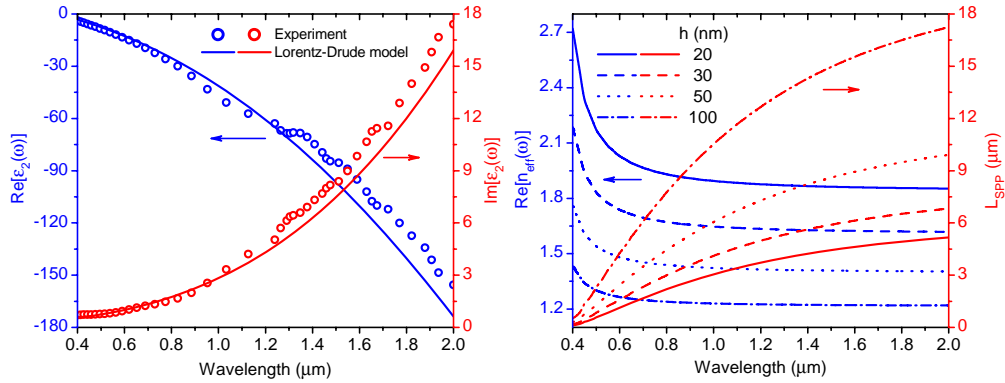 0
-30
-60
-90
-120
-150
-180
Re[ε2(ω)]
18
15
12
9
6
3
0
Im[ε2(ω)]
Experiment
Lorentz-Drude model
0.4 0.6 0.8 1.0 1.2 1.4 1.6 1.8 2.0
Wavelength (μm)
2.7
2.4
2.1
1.8
1.5
1.2
Re[neff(ω)]
18
15
12
9
6
3
0
LSPP (μm)
h (nm)
20
30
50
100
0.4 0.6 0.8 1.0 1.2 1.4 1.6 1.8 2.0
Wavelength (μm)